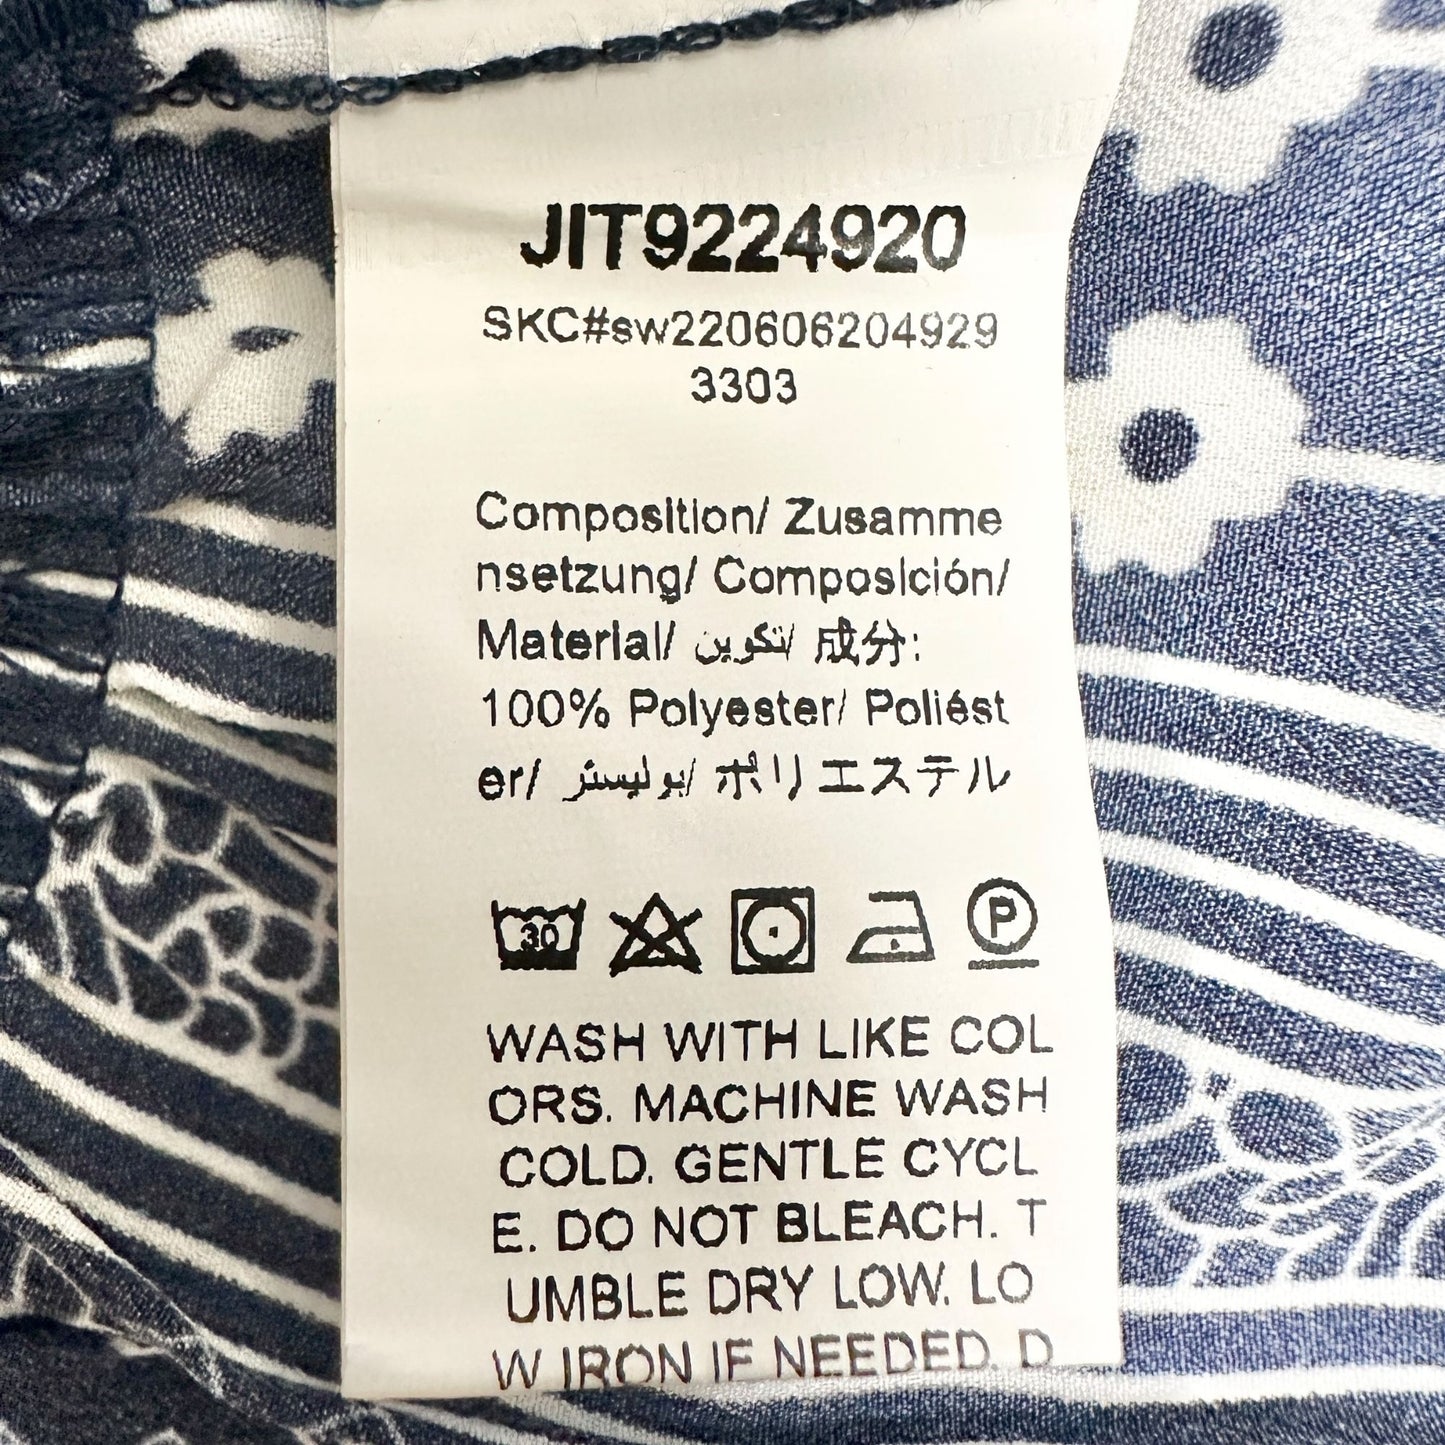 JIT9224920
SKC#sw220606204929
3303
Composition/ Zusamme
nsetzung/ Composición/
Material/ تكوين/ 成分:
100% Polyester/ Poliést
er/ بوليستر/ ポリエステル
30
P
WASH WITH LIKE COL
ORS. MACHINE WASH
COLD. GENTLE CYCL
E. DO NOT BLEACH. T
UMBLE DRY LOW. LO
W IRON IF NEEDED. D